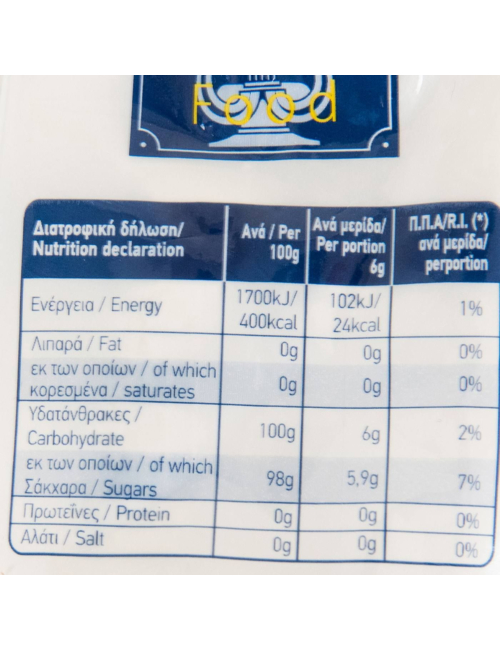 Food
Διατροφική δήλωση/ Nutrition declaration | Ανά / Per 100g | Ανά μερίδα/ Per portion 6g | Π.Π.Α/R.I. (*) ανά μερίδα/ perportion
Ενέργεια / Energy | 1700kJ/ 400kcal | 102kJ/ 24kcal | 1%
Λιπαρά / Fat | 0g | 0g | 0%
εκ των οποίων / of which κορεσμένα / saturates | 0g | 0g | 0%
Υδατάνθρακες / Carbohydrate | 100g | 6g | 2%
εκ των οποίων / of which Σάκχαρα / Sugars | 98g | 5,9g | 7%
Πρωτεΐνες / Protein | 0g | 0g | 0%
Αλάτι / Salt | 0g | 0g | 0%